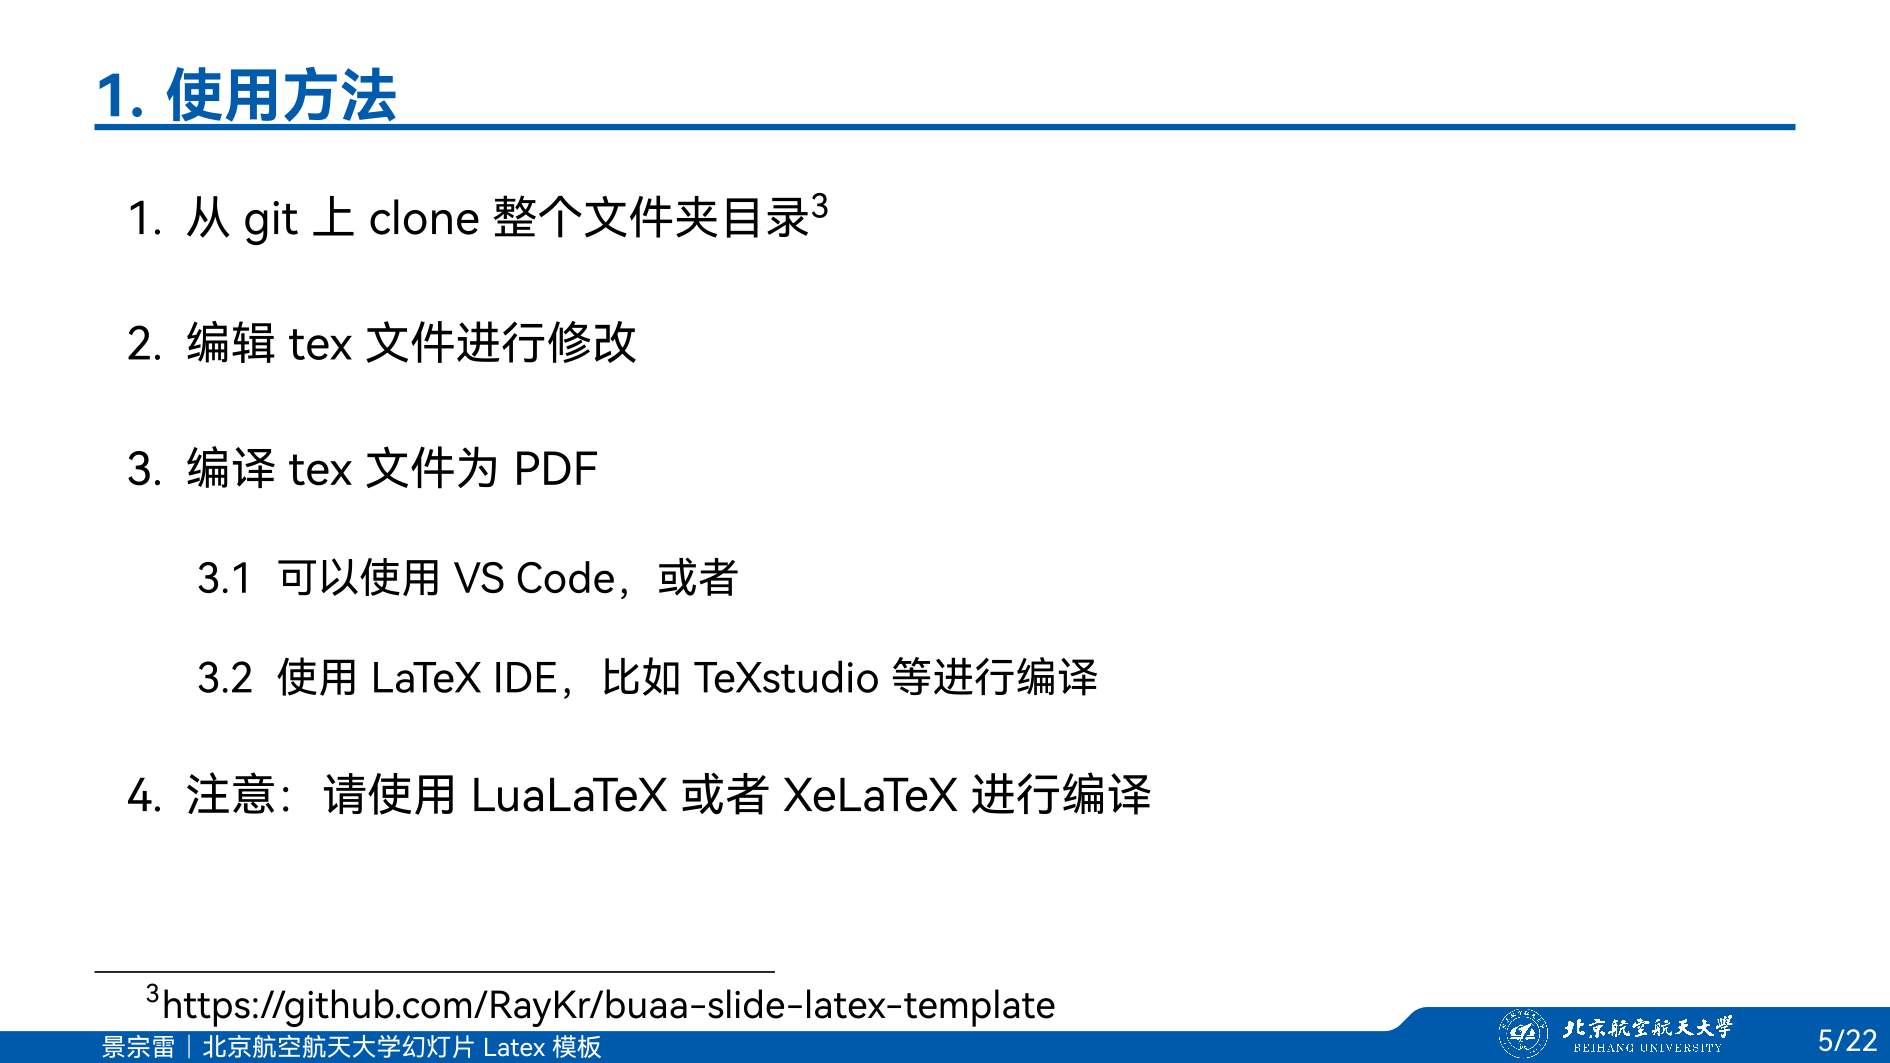 1. 使用方法
1. 从 git 上 clone 整个文件夹目录3
2. 编辑 tex 文件进行修改
3. 编译 tex 文件为 PDF
3.1 可以使用 VS Code，或者
3.2 使用 LaTeX IDE，比如 TeXstudio 等进行编译
4. 注意：请使用 LuaLaTeX 或者 XeLaTeX 进行编译
3https://github.com/RayKr/buaa-slide-latex-template
景宗雷｜北京航空航天大学幻灯片 Latex 模板
北京航空航天大學
BEIHANG UNIVERSITY
5/22